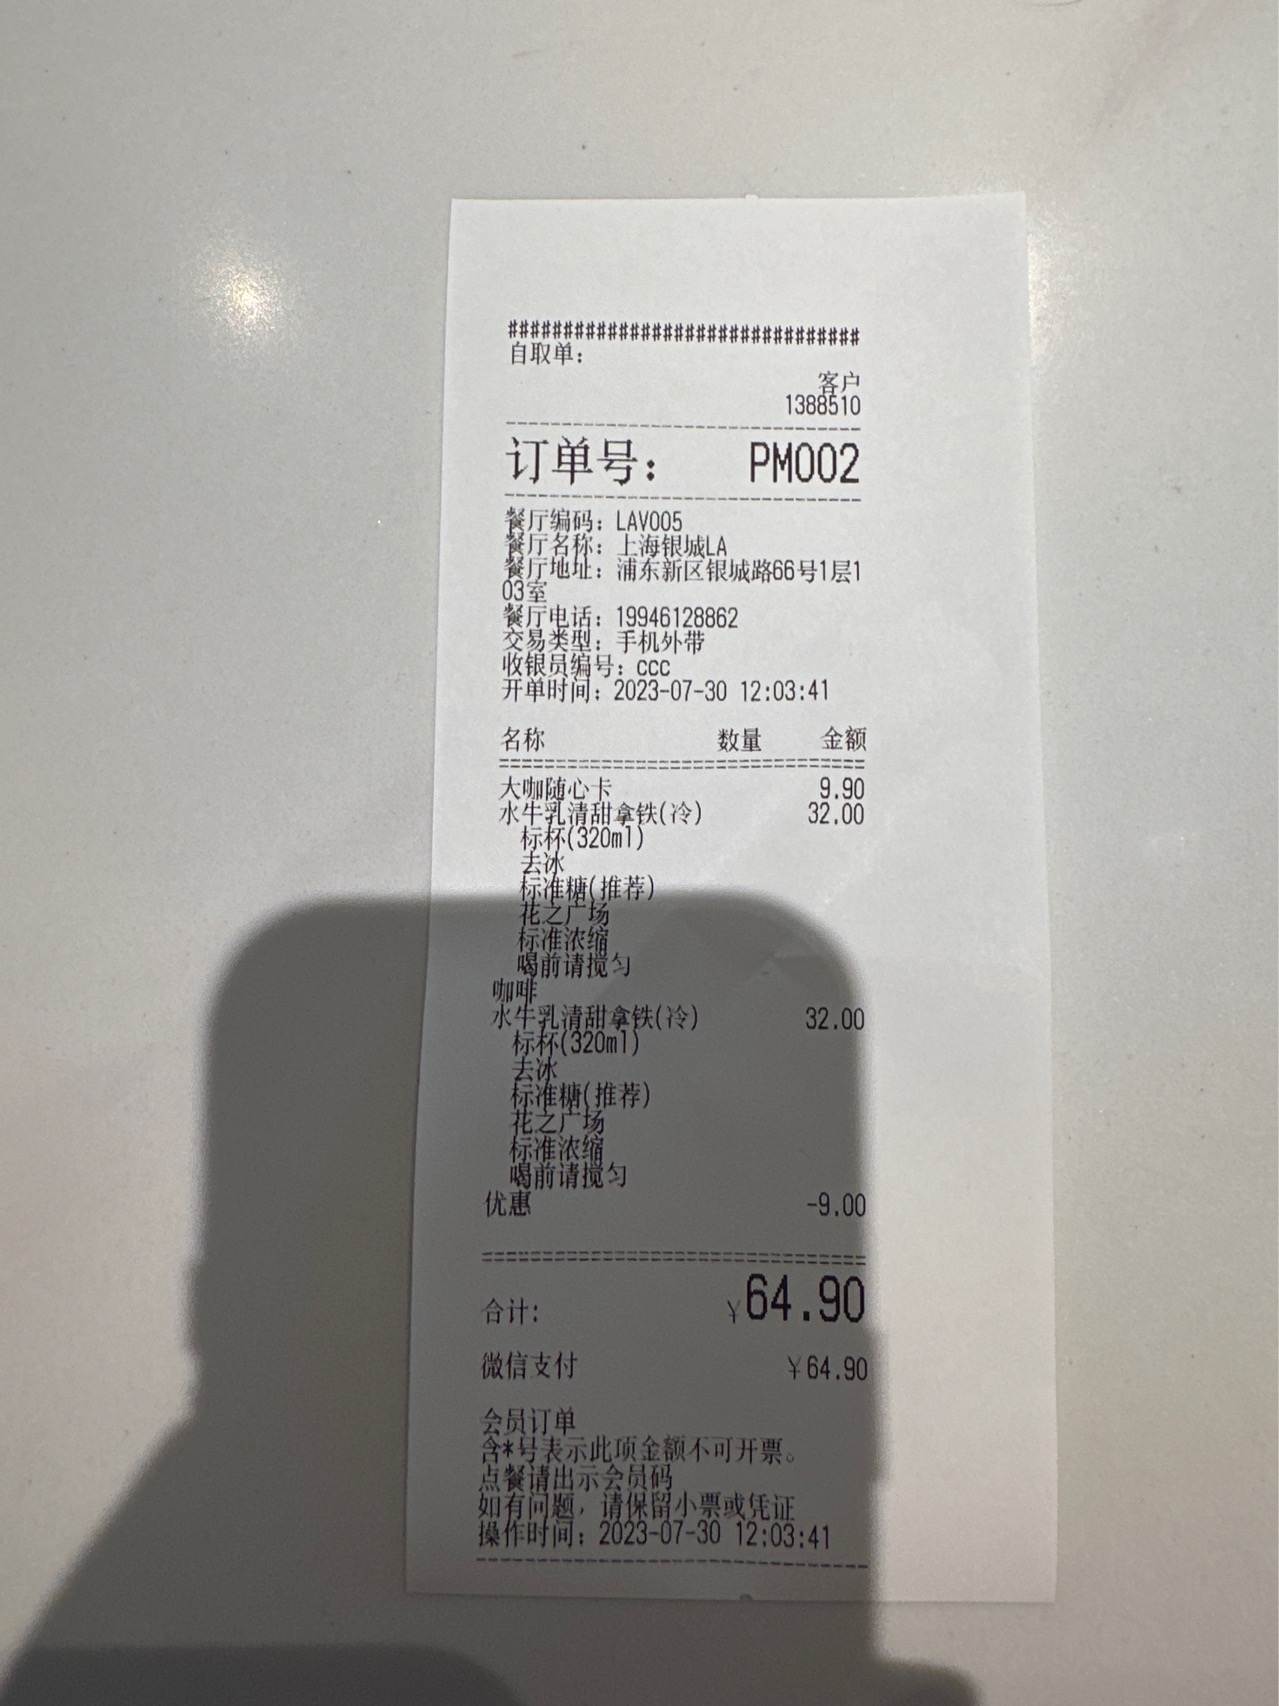 ################################
自取单:
客户
1388510
订单号: PM002
餐厅编码: LAV005
餐厅名称: 上海银城LA
餐厅地址: 浦东新区银城路66号1层1
03室
餐厅电话: 19946128862
交易类型: 手机外带
收银员编号: ccc
开单时间: 2023-07-30 12:03:41
名称 数量 金额
大咖随心卡 9.90
水牛乳清甜拿铁(冷) 32.00
标杯(320ml)
去冰
标准糖(推荐)
花之广场
标准浓缩
喝前请搅匀
咖啡
水牛乳清甜拿铁(冷) 32.00
标杯(320ml)
去冰
标准糖(推荐)
花之广场
标准浓缩
喝前请搅匀
优惠 -9.00
合计: ¥64.90
微信支付 ¥64.90
会员订单
含*号表示此项金额不可开票。
点餐请出示会员码
如有问题，请保留小票或凭证
操作时间: 2023-07-30 12:03:41